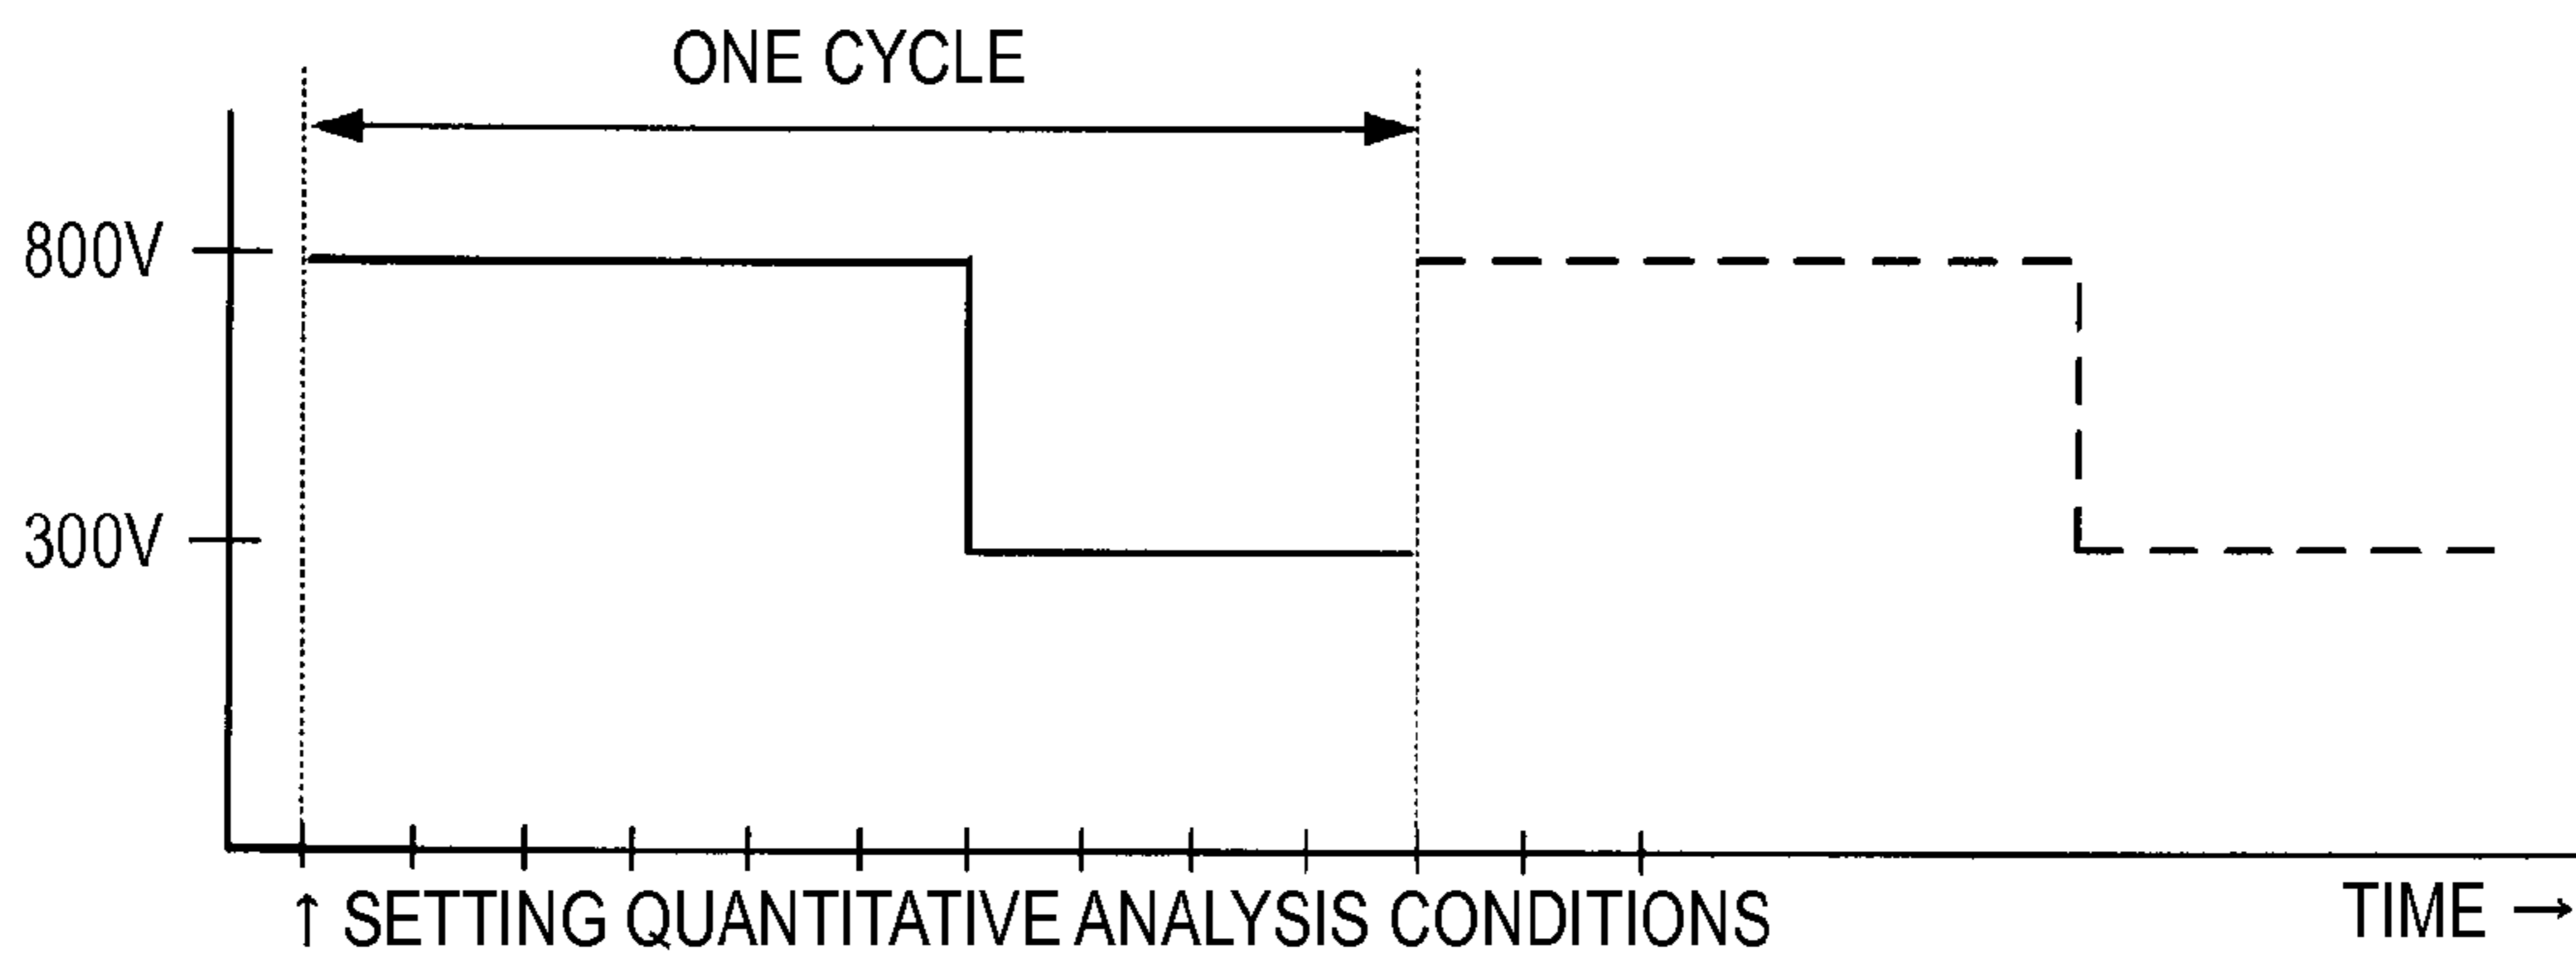 ONE CYCLE
800V
300V
↑ SETTING QUANTITATIVE ANALYSIS CONDITIONS
TIME →